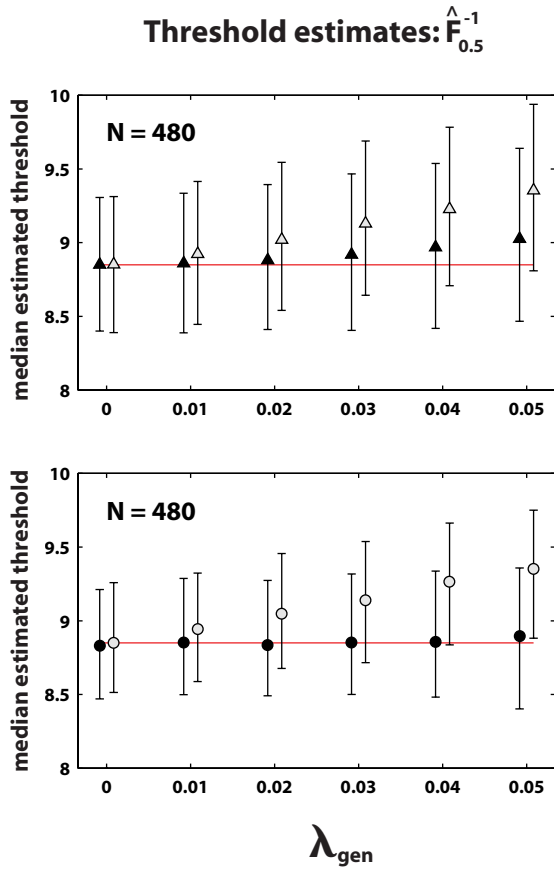 Threshold estimates: F̂₀.₅⁻¹
10
N = 480
9.5
9
8.5
8
median estimated threshold
0 0.01 0.02 0.03 0.04 0.05
10
N = 480
9.5
9
8.5
8
median estimated threshold
0 0.01 0.02 0.03 0.04 0.05
λgen